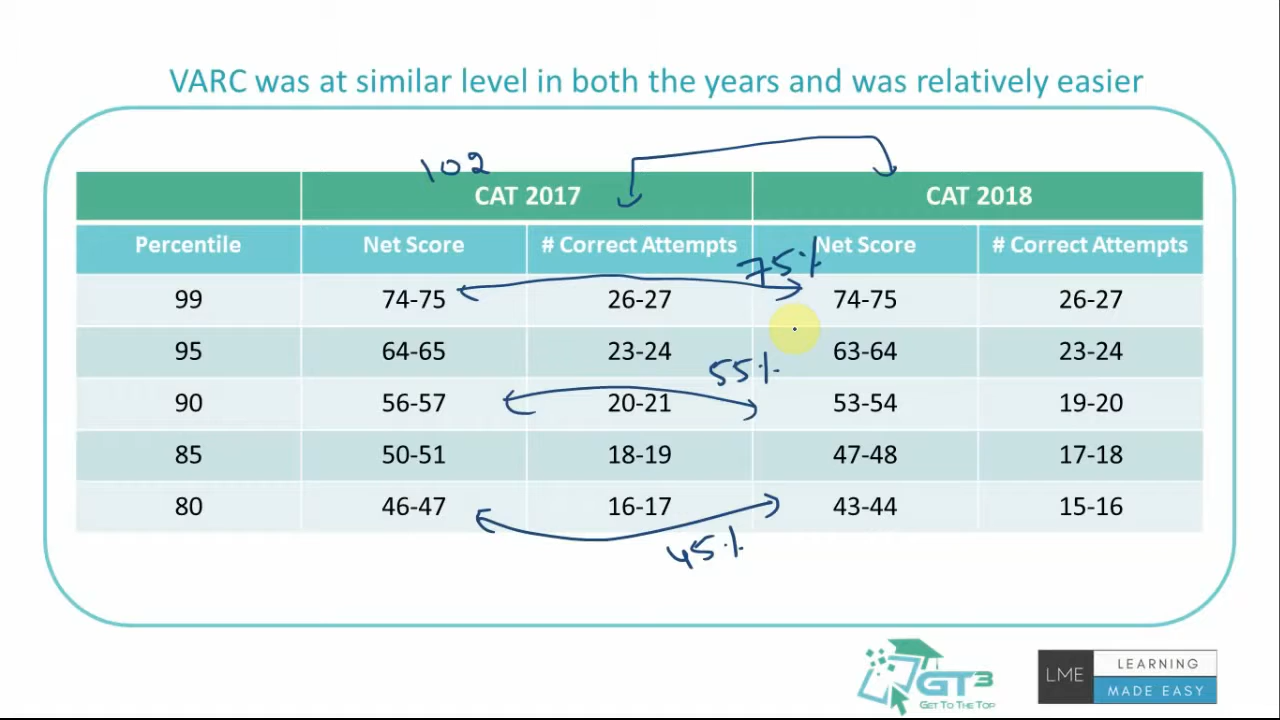 VARC was at similar level in both the years and was relatively easier
102
CAT 2017 CAT 2018
Percentile Net Score # Correct Attempts Net Score # Correct Attempts
75%
99 74-75 26-27 74-75 26-27
95 64-65 23-24 63-64 23-24
55%
90 56-57 20-21 53-54 19-20
85 50-51 18-19 47-48 17-18
80 46-47 16-17 43-44 15-16
45%
GT3
GET TO THE TOP
LME LEARNING
MADE EASY